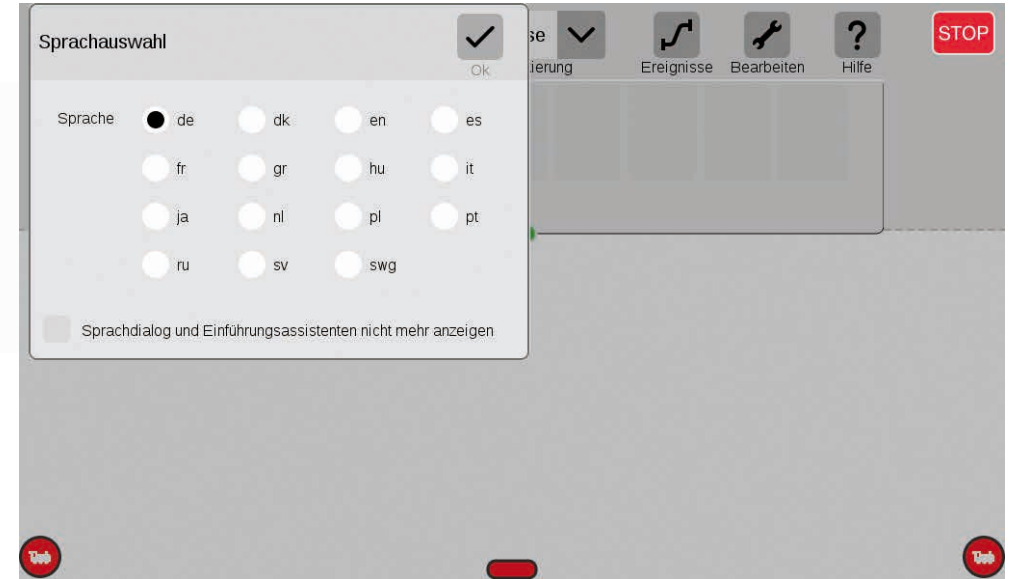 Sprachauswahl
Ok
se
ierung
Ereignisse
Bearbeiten
?
Hilfe
STOP
Sprache
de
dk
en
es
fr
gr
hu
it
ja
nl
pl
pt
ru
sv
swg
Sprachdialog und Einführungsassistenten nicht mehr anzeigen